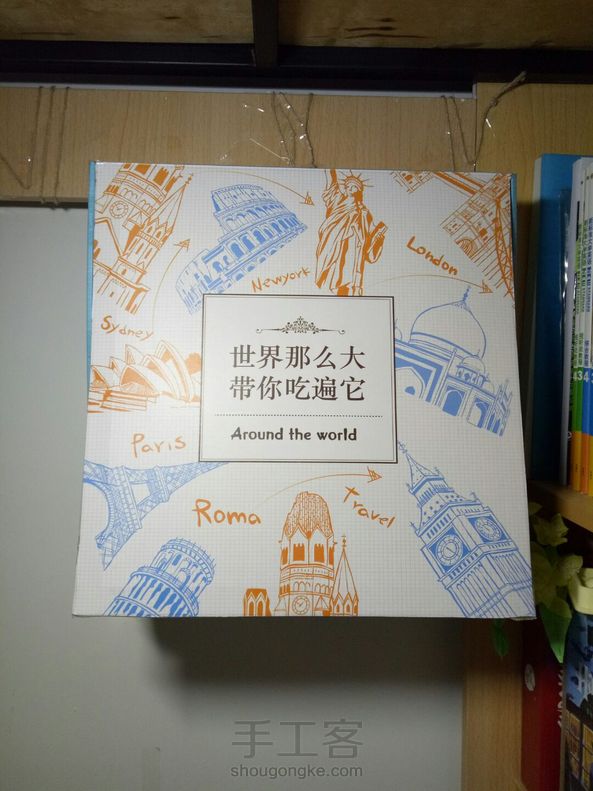 Newyork
London
Sydney
世界那么大
带你吃遍它
Around the world
Paris
Roma
Travel
手工客
shougongke.com